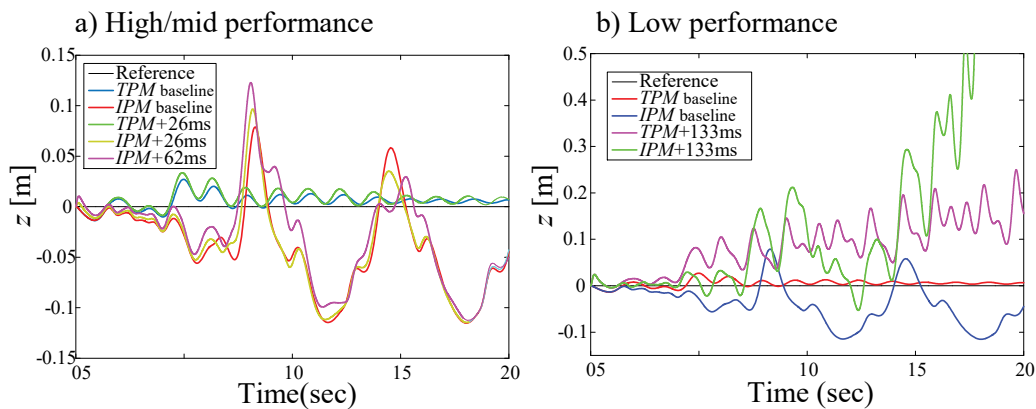 a) High/mid performance
0.15
0.1
0.05
0
-0.05
-0.1
-0.15
z [m]
Reference
TPM baseline
IPM baseline
TPM+26ms
IPM+26ms
IPM+62ms
05
10
15
20
Time(sec)
b) Low performance
0.5
0.4
0.3
0.2
0.1
0
-0.1
z [m]
Reference
TPM baseline
IPM baseline
TPM+133ms
IPM+133ms
05
10
15
20
Time (sec)